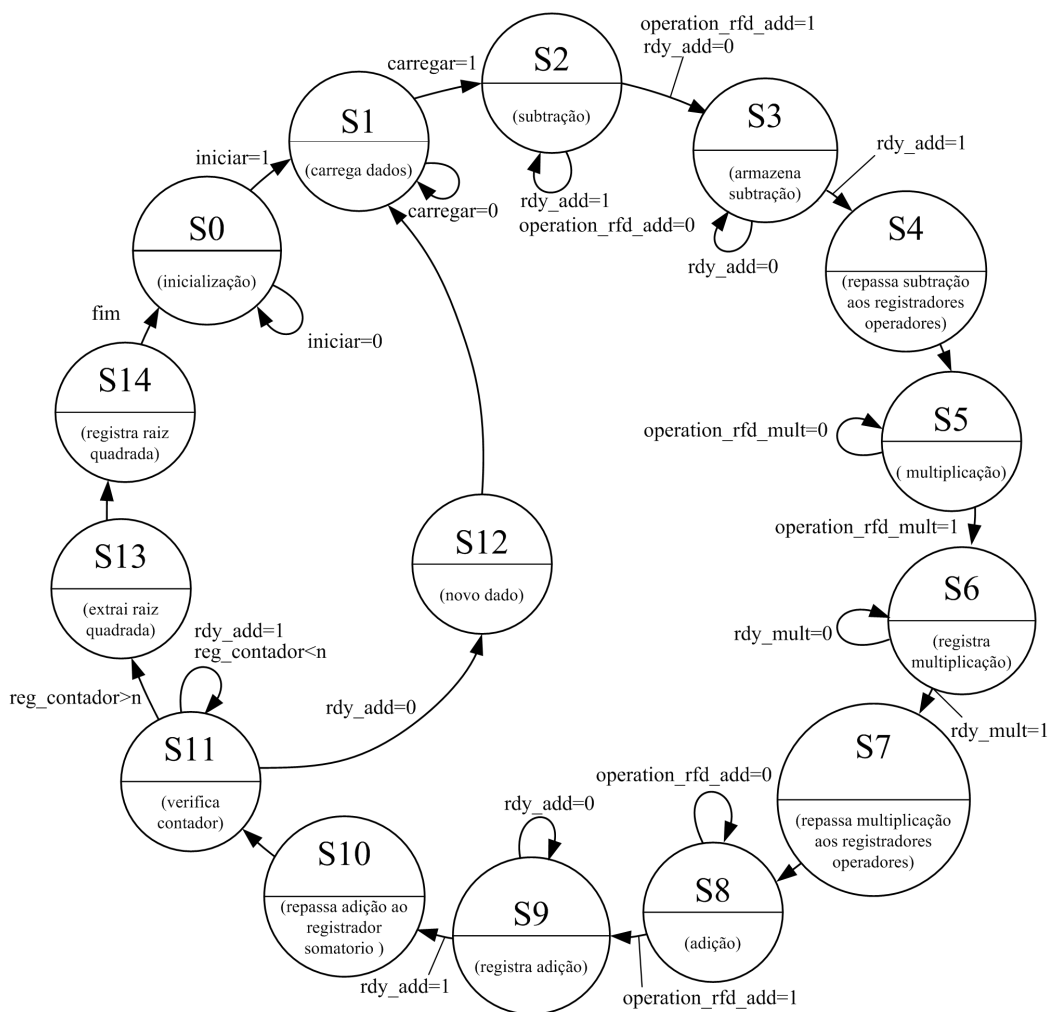 S0
(inicialização)
iniciar=1
iniciar=0
S1
(carrega dados)
carregar=1
carregar=0
S2
(subtração)
rdy_add=1
operation_rfd_add=0
operation_rfd_add=1
rdy_add=0
S3
(armazena
subtração)
rdy_add=0
rdy_add=1
S4
(repassa subtração
aos registradores
operadores)
S5
( multiplicação)
operation_rfd_mult=0
operation_rfd_mult=1
S6
(registra
multiplicação)
rdy_mult=0
rdy_mult=1
S7
(repassa multiplicação
aos registradores
operadores)
S8
(adição)
operation_rfd_add=0
operation_rfd_add=1
S9
(registra adição)
rdy_add=0
rdy_add=1
S10
(repassa adição ao
registrador
somatorio )
S11
(verifica
contador)
rdy_add=1
reg_contador<n
rdy_add=0
reg_contador>n
S12
(novo dado)
S13
(extrai raiz
quadrada)
S14
(registra raiz
quadrada)
fim